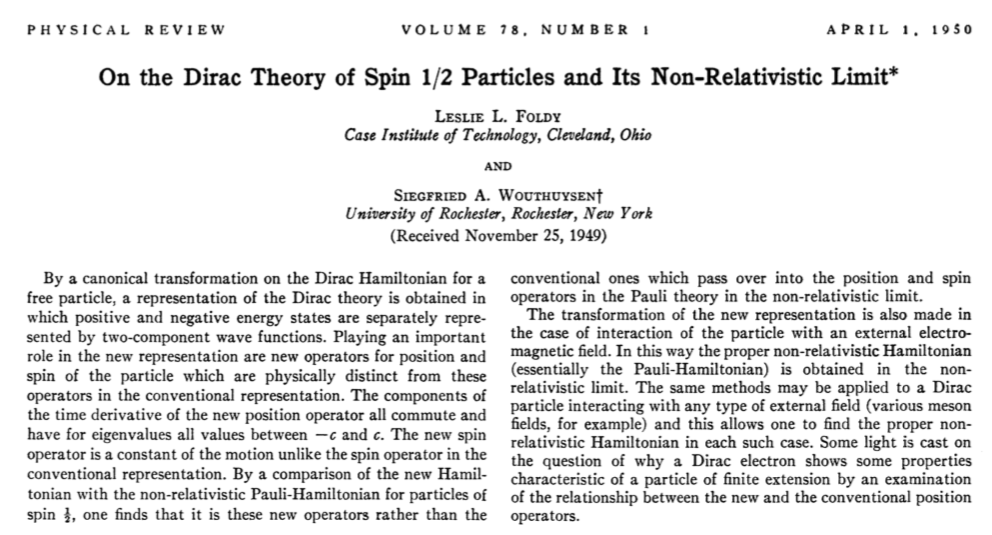 PHYSICAL REVIEW VOLUME 78, NUMBER 1 APRIL 1, 1950
On the Dirac Theory of Spin 1/2 Particles and Its Non-Relativistic Limit*
LESLIE L. FOLDY
Case Institute of Technology, Cleveland, Ohio
AND
SIEGFRIED A. WOUTHUYSEN†
University of Rochester, Rochester, New York
(Received November 25, 1949)
By a canonical transformation on the Dirac Hamiltonian for a
free particle, a representation of the Dirac theory is obtained in
which positive and negative energy states are separately repre-
sented by two-component wave functions. Playing an important
role in the new representation are new operators for position and
spin of the particle which are physically distinct from these
operators in the conventional representation. The components of
the time derivative of the new position operator all commute and
have for eigenvalues all values between −c and c. The new spin
operator is a constant of the motion unlike the spin operator in the
conventional representation. By a comparison of the new Hamil-
tonian with the non-relativistic Pauli-Hamiltonian for particles of
spin ½, one finds that it is these new operators rather than the
conventional ones which pass over into the position and spin
operators in the Pauli theory in the non-relativistic limit.
The transformation of the new representation is also made in
the case of interaction of the particle with an external electro-
magnetic field. In this way the proper non-relativistic Hamiltonian
(essentially the Pauli-Hamiltonian) is obtained in the non-
relativistic limit. The same methods may be applied to a Dirac
particle interacting with any type of external field (various meson
fields, for example) and this allows one to find the proper non-
relativistic Hamiltonian in each such case. Some light is cast on
the question of why a Dirac electron shows some properties
characteristic of a particle of finite extension by an examination
of the relationship between the new and the conventional position
operators.